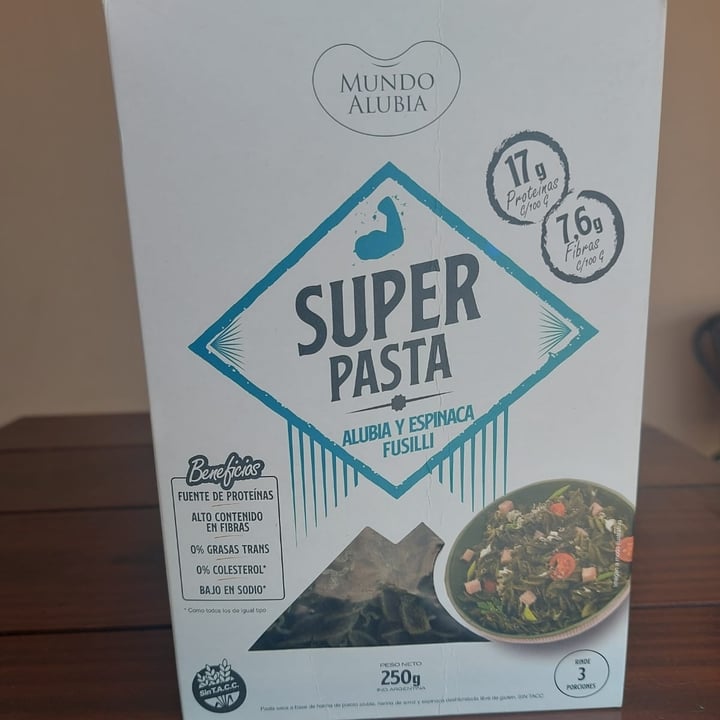 MUNDO
ALUBIA
17g
Proteínas
c/100 G
7,6g
Fibras
c/100 G
SUPER
PASTA
ALUBIA Y ESPINACA
FUSILLI
Beneficios
FUENTE DE PROTEÍNAS
ALTO CONTENIDO
EN FIBRAS
0% GRASAS TRANS
0% COLESTEROL*
BAJO EN SODIO*
* Como todos los de igual tipo
Sin T.A.C.C.
PESO NETO
250g
IND. ARGENTINA
RINDE
3
PORCIONES